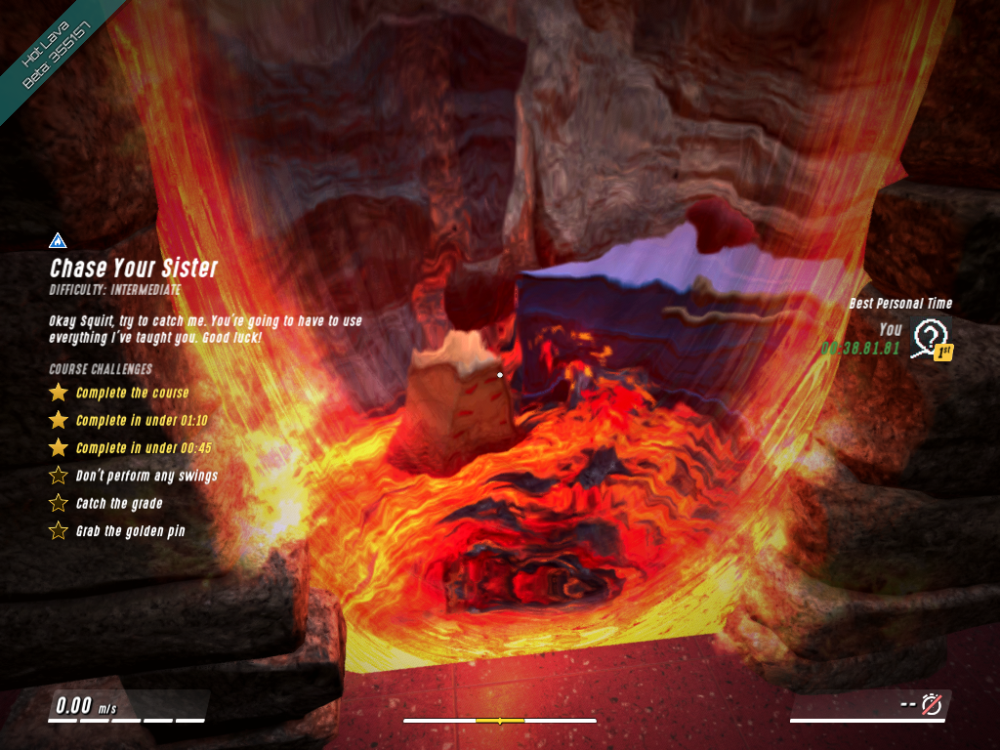 Hot Lava
Beta: 355157
Chase Your Sister
DIFFICULTY: INTERMEDIATE
Okay Squirt, try to catch me. You're going to have to use
everything I've taught you. Good luck!
COURSE CHALLENGES
Complete the course
Complete in under 01:10
Complete in under 00:45
Don't perform any swings
Catch the grade
Grab the golden pin
Best Personal Time
You
00:38.81.81
?
1st
0.00 m/s
--